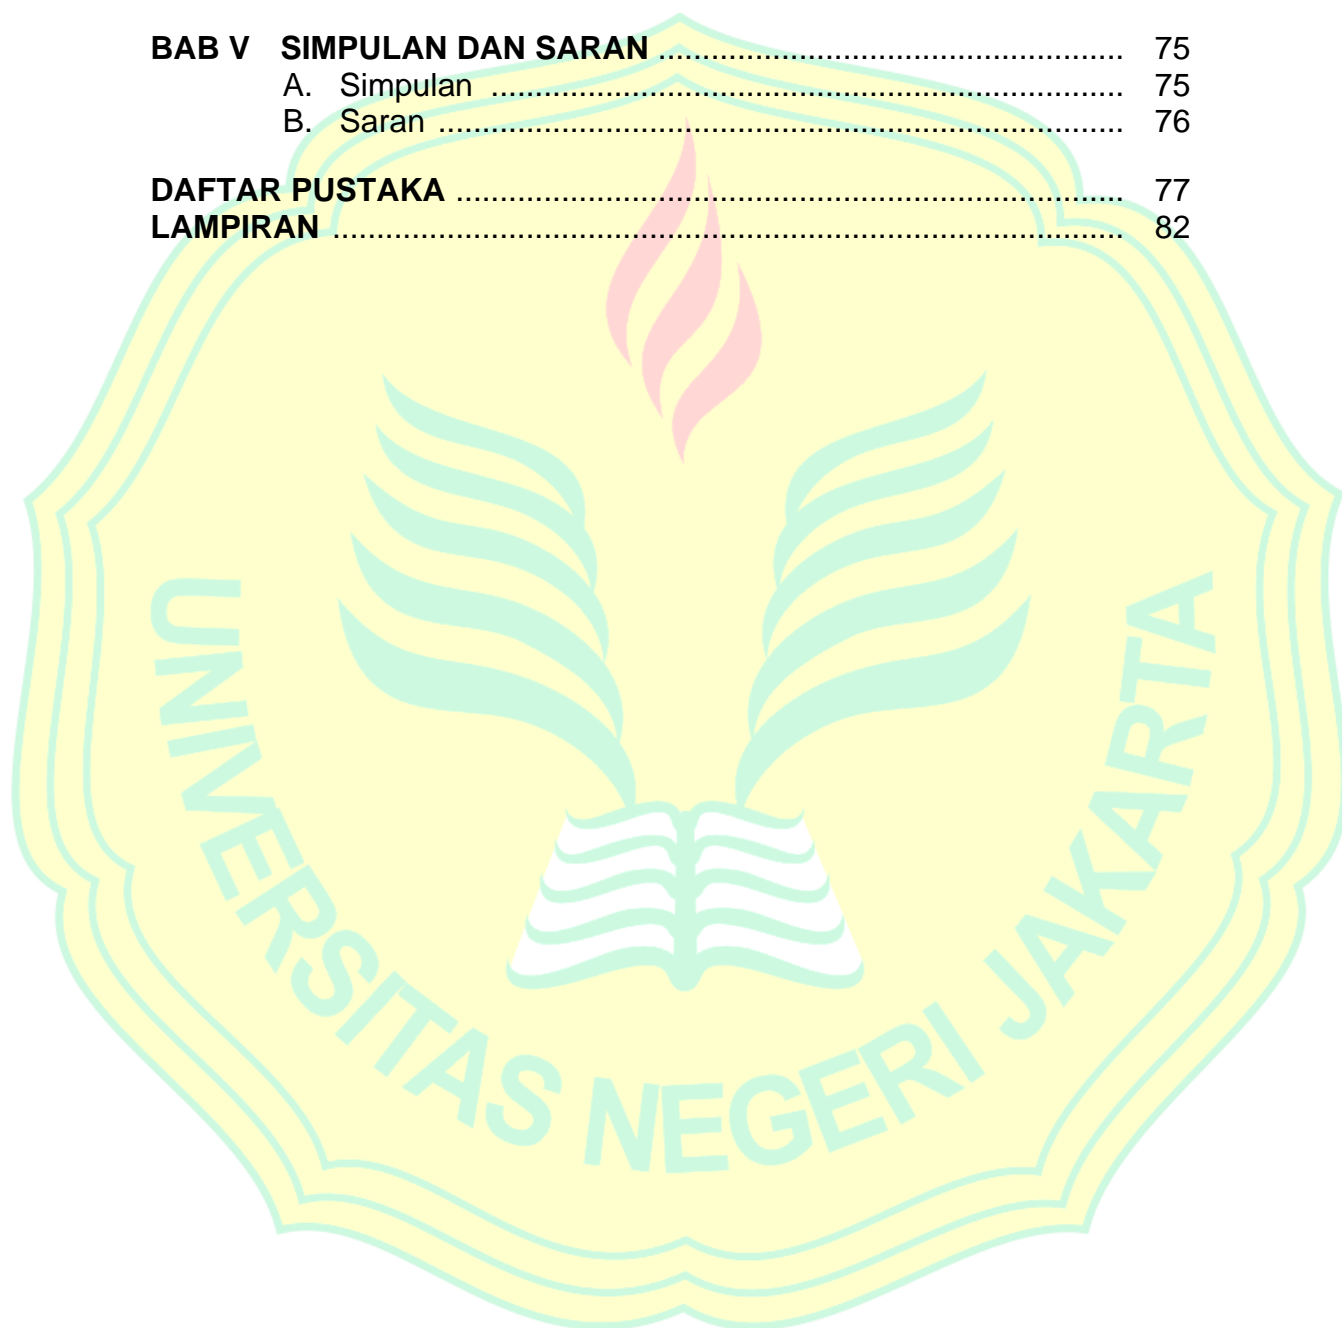 BAB V SIMPULAN DAN SARAN ..................................................... 75
A. Simpulan ........................................................................ 75
B. Saran .............................................................................. 76
DAFTAR PUSTAKA ............................................................................ 77
LAMPIRAN .......................................................................................... 82
UNIVERSITAS NEGERI JAKARTA